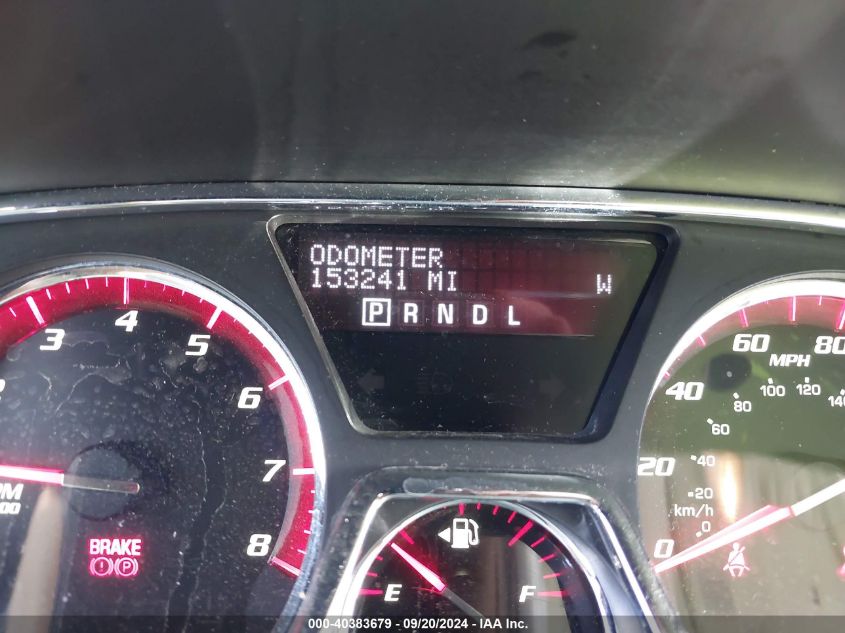 ODOMETER
153241 MI W
P R N D L
2 3 4 5 6 7 8
BRAKE
P
E F
0 20 40 60 80
MPH
0 20 40 60 80 100 120
km/h
000-40383679 - 09/20/2024 - IAA Inc.